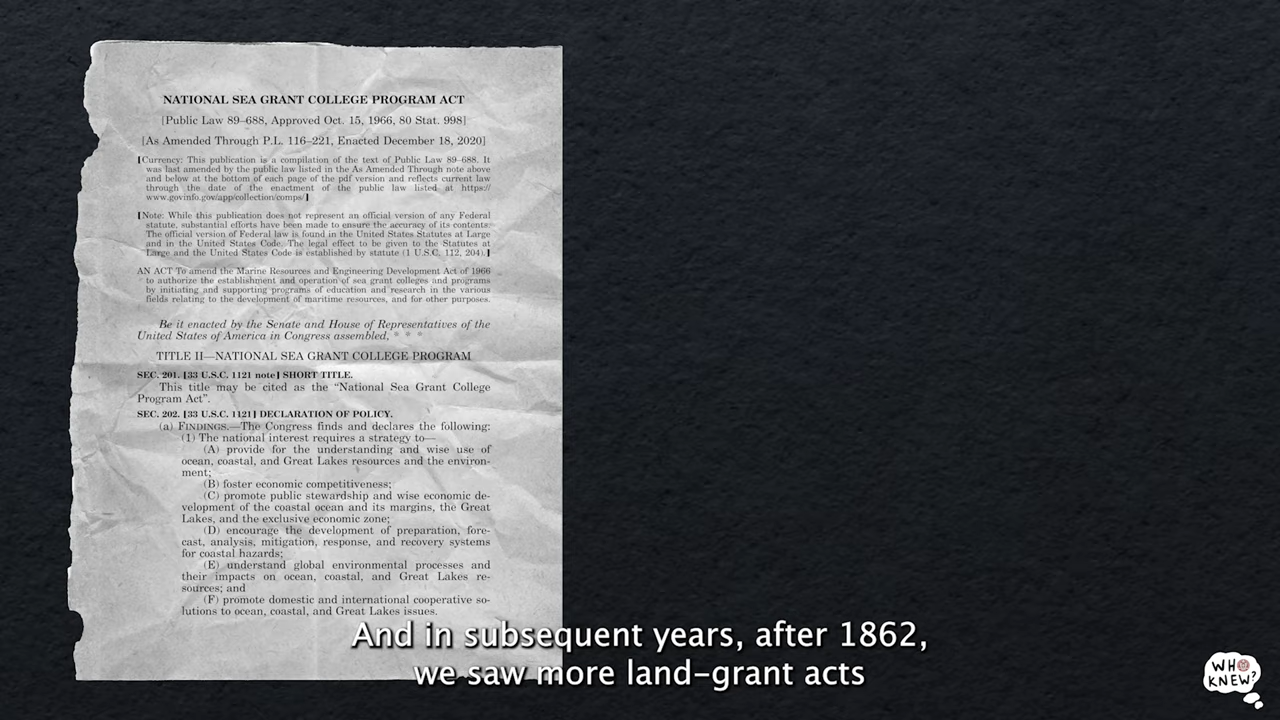 NATIONAL SEA GRANT COLLEGE PROGRAM ACT
[Public Law 89–688, Approved Oct. 15, 1966, 80 Stat. 998]
[As Amended Through P.L. 116–221, Enacted December 18, 2020]
[Currency: This publication is a compilation of the text of Public Law 89–688. It
was last amended by the public law listed in the As Amended Through note above
and below at the bottom of each page of the pdf version and reflects current law
through the date of the enactment of the public law listed at https://
www.govinfo.gov/app/collection/comps/]
[Note: While this publication does not represent an official version of any Federal
statute, substantial efforts have been made to ensure the accuracy of its contents.
The official version of Federal law is found in the United States Statutes at Large
and in the United States Code. The legal effect to be given to the Statutes at
Large and the United States Code is established by statute (1 U.S.C. 112, 204).]
AN ACT To amend the Marine Resources and Engineering Development Act of 1966
to authorize the establishment and operation of sea grant colleges and programs
by initiating and supporting programs of education and research in the various
fields relating to the development of maritime resources, and for other purposes.
Be it enacted by the Senate and House of Representatives of the
United States of America in Congress assembled, * * *
TITLE II—NATIONAL SEA GRANT COLLEGE PROGRAM
SEC. 201. [33 U.S.C. 1121 note] SHORT TITLE.
This title may be cited as the “National Sea Grant College
Program Act”.
SEC. 202. [33 U.S.C. 1121] DECLARATION OF POLICY.
(a) FINDINGS.—The Congress finds and declares the following:
(1) The national interest requires a strategy to—
(A) provide for the understanding and wise use of
ocean, coastal, and Great Lakes resources and the environ-
ment;
(B) foster economic competitiveness;
(C) promote public stewardship and wise economic de-
velopment of the coastal ocean and its margins, the Great
Lakes, and the exclusive economic zone;
(D) encourage the development of preparation, fore-
cast, analysis, mitigation, response, and recovery systems
for coastal hazards;
(E) understand global environmental processes and
their impacts on ocean, coastal, and Great Lakes re-
sources; and
(F) promote domestic and international cooperative so-
lutions to ocean, coastal, and Great Lakes issues.
And in subsequent years, after 1862,
we saw more land-grant acts
WHO
KNEW?